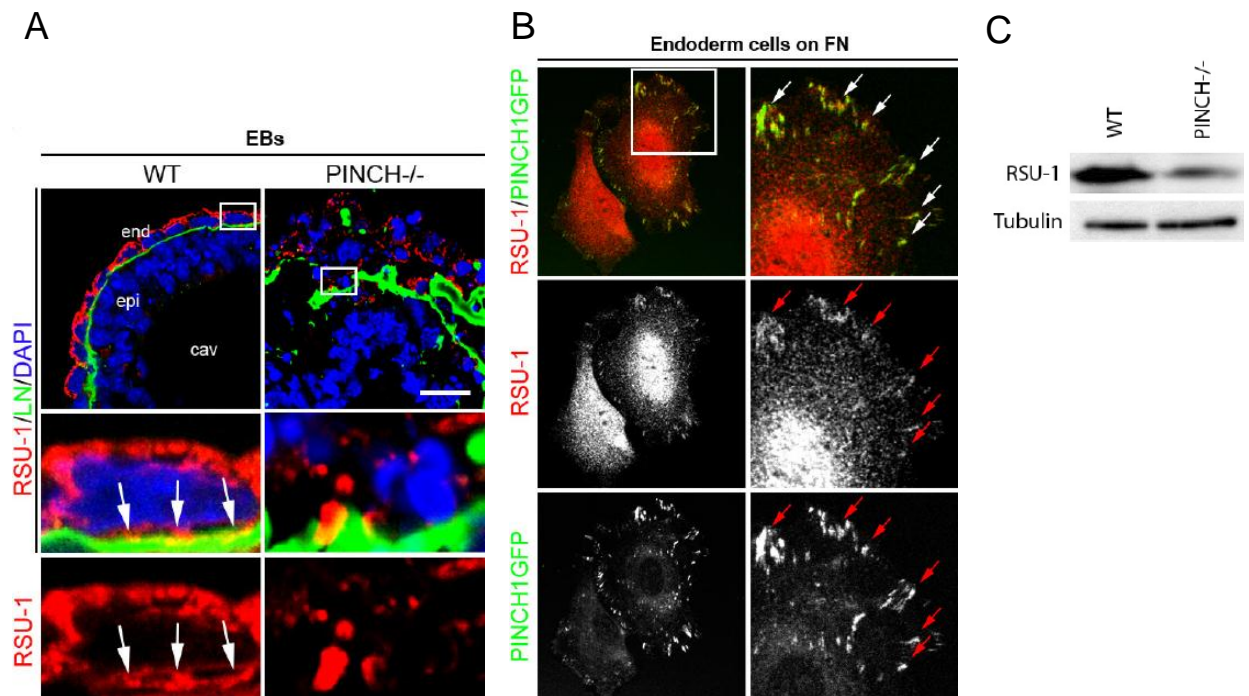 A
EBs
WT
PINCH-/-
end
epi
cav
RSU-1/LN/DAPI
RSU-1
B
Endoderm cells on FN
RSU-1/PINCH1GFP
RSU-1
PINCH1GFP
C
WT
PINCH-/-
RSU-1
Tubulin